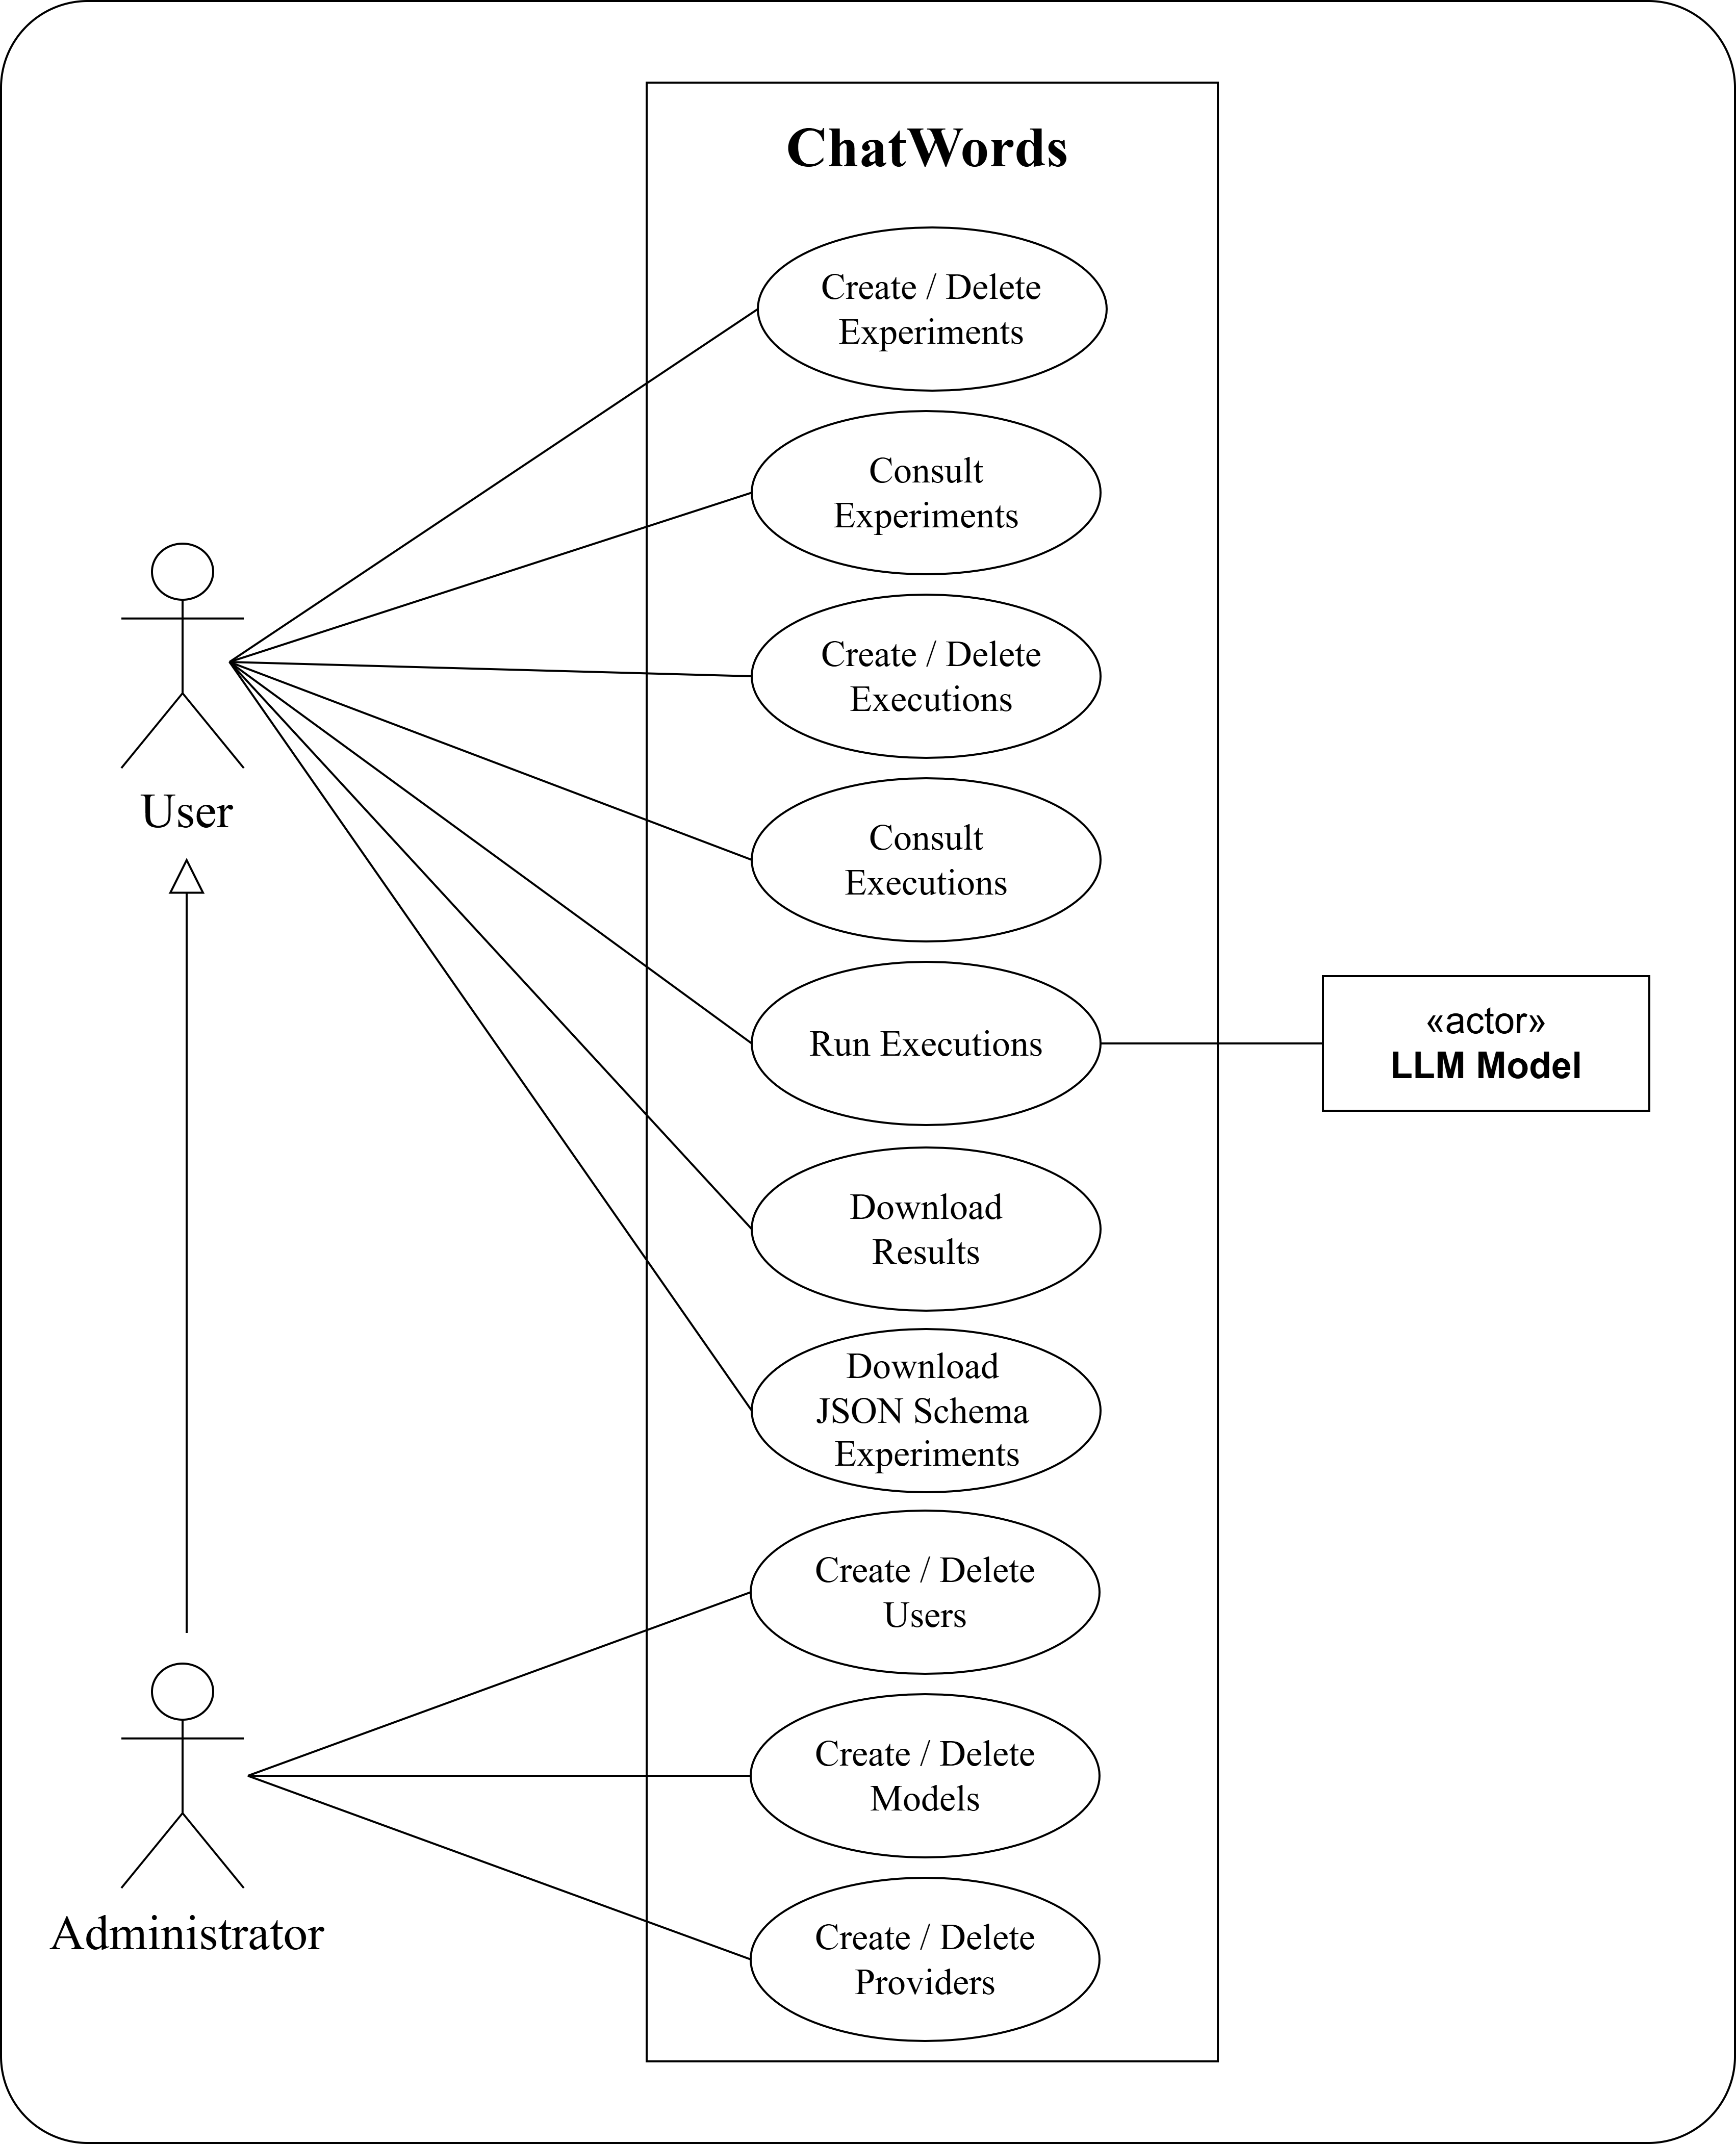 ChatWords
Create / Delete
Experiments
Consult
Experiments
Create / Delete
Executions
User
Consult
Executions
Run Executions
«actor»
LLM Model
Download
Results
Download
JSON Schema
Experiments
Create / Delete
Users
Create / Delete
Models
Administrator
Create / Delete
Providers